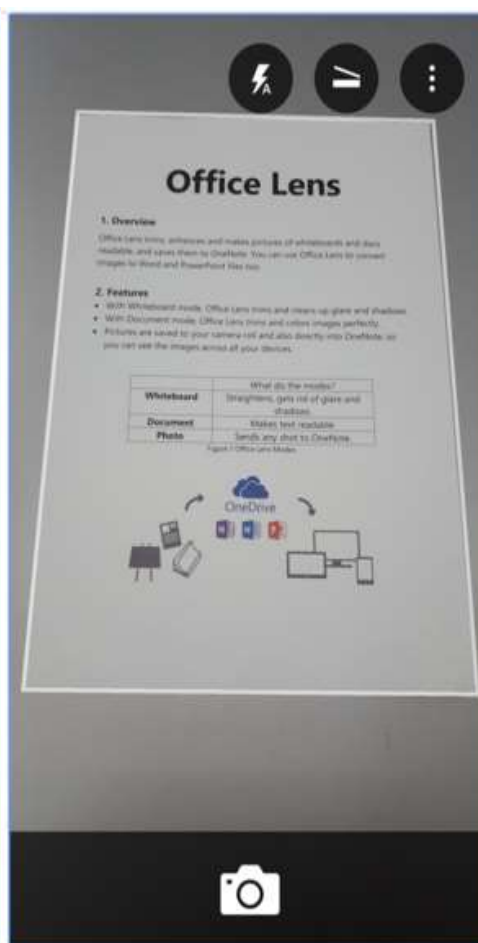 A
Office Lens
1. Overview
Office Lens trims, enhances and makes pictures of whiteboards and docs
readable, and saves them to OneNote. You can use Office Lens to convert
images to Word and PowerPoint files too.
2. Features
• With Whiteboard mode, Office Lens trims and cleans up glare and shadows.
• With Document mode, Office Lens trims and colors images perfectly.
• Pictures are saved to your camera roll and also directly into OneNote, so
you can see the images across all your devices.
What do the modes?
Whiteboard Straightens, gets rid of glare and
shadows.
Document Makes text readable
Photo Sends any shot to OneNote.
Figure 1 Office Lens Modes
OneDrive
N W P